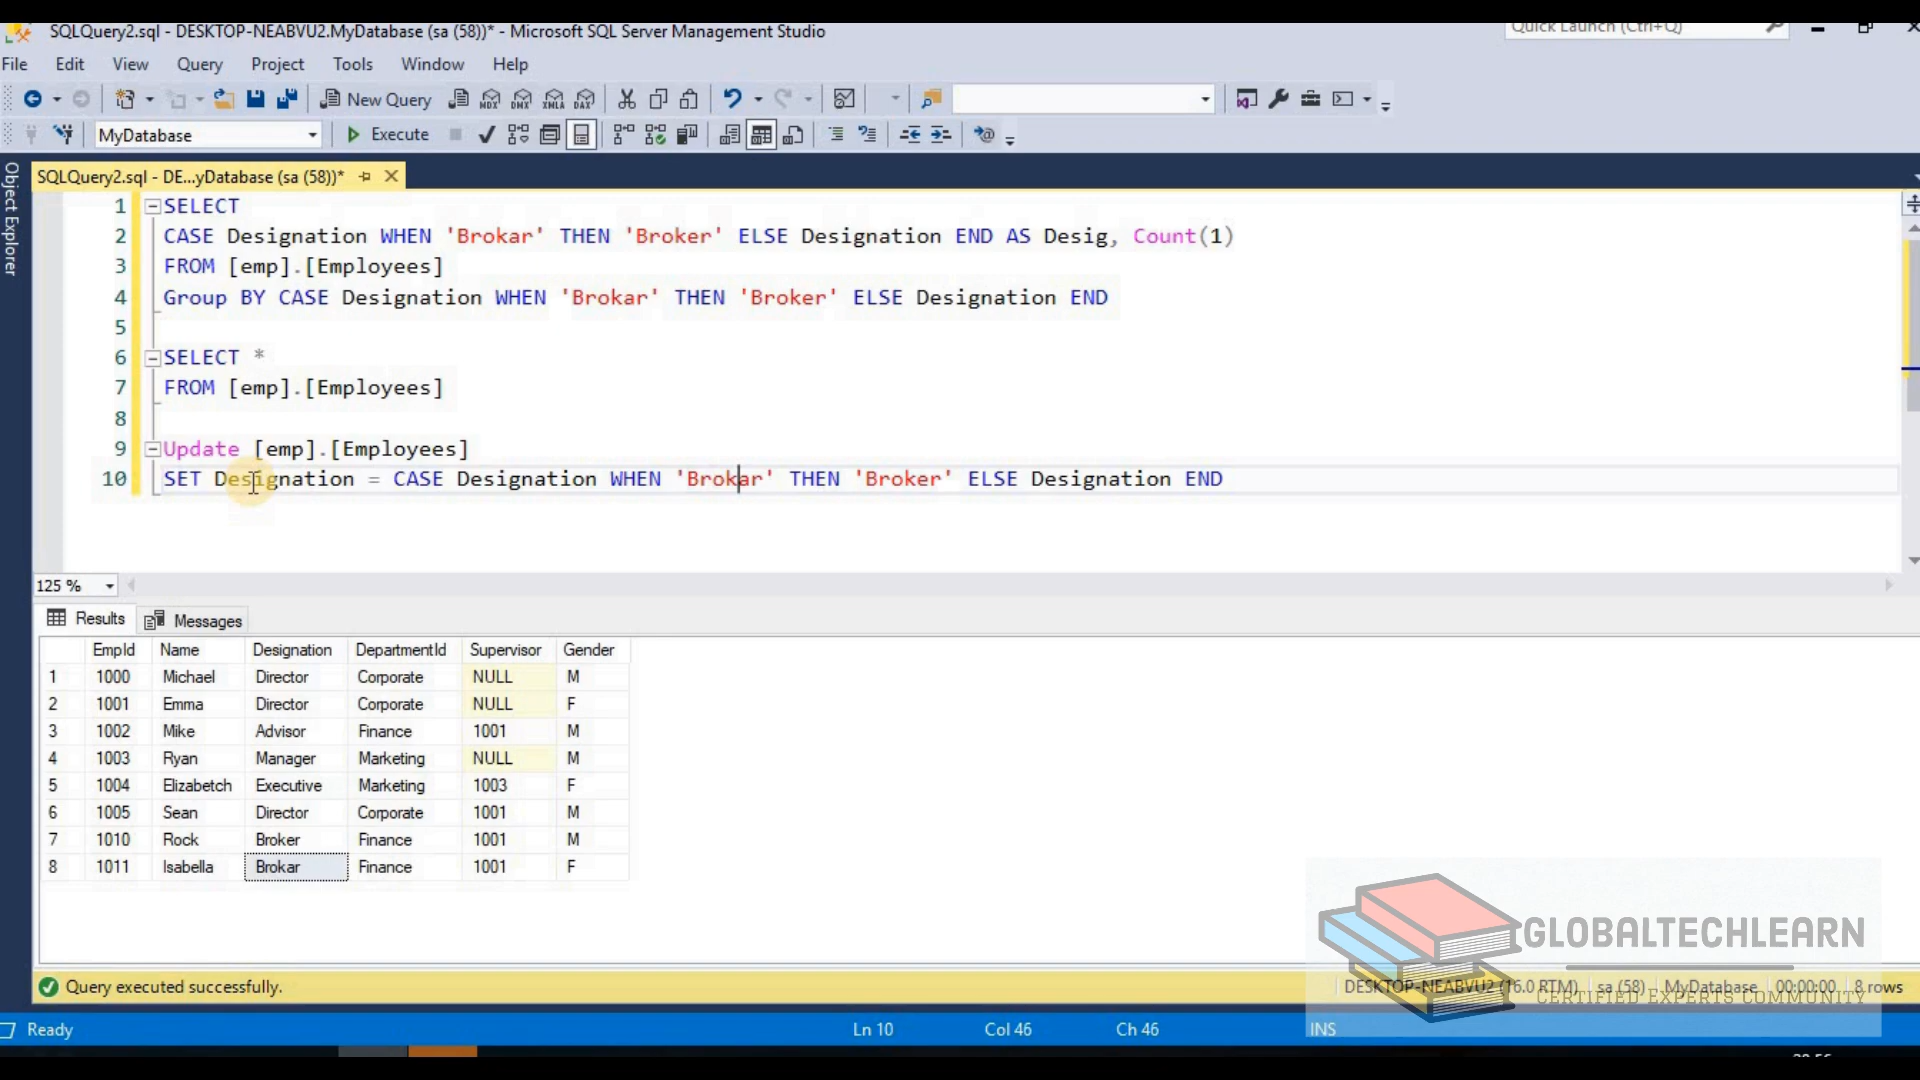 SQLQuery2.sql - DESKTOP-NEABVU2.MyDatabase (sa (58))* - Microsoft SQL Server Management Studio
Quick Launch (Ctrl+Q)
File Edit View Query Project Tools Window Help
New Query MDX DMX XMLA DAX
MyDatabase Execute
Object Explorer
SQLQuery2.sql - DE...yDatabase (sa (58))*
1 SELECT
2 CASE Designation WHEN 'Brokar' THEN 'Broker' ELSE Designation END AS Desig, Count(1)
3 FROM [emp].[Employees]
4 Group BY CASE Designation WHEN 'Brokar' THEN 'Broker' ELSE Designation END
5
6 SELECT *
7 FROM [emp].[Employees]
8
9 Update [emp].[Employees]
10 SET Designation = CASE Designation WHEN 'Brokar' THEN 'Broker' ELSE Designation END
125 %
Results Messages
EmpId Name Designation DepartmentId Supervisor Gender
1 1000 Michael Director Corporate NULL M
2 1001 Emma Director Corporate NULL F
3 1002 Mike Advisor Finance 1001 M
4 1003 Ryan Manager Marketing NULL M
5 1004 Elizabetch Executive Marketing 1003 F
6 1005 Sean Director Corporate 1001 M
7 1010 Rock Broker Finance 1001 M
8 1011 Isabella Brokar Finance 1001 F
GLOBALTECHLEARN
CERTIFIED EXPERTS COMMUNITY
Query executed successfully. DESKTOP-NEABVU2 (16.0 RTM) sa (58) MyDatabase 00:00:00 8 rows
Ready Ln 10 Col 46 Ch 46 INS